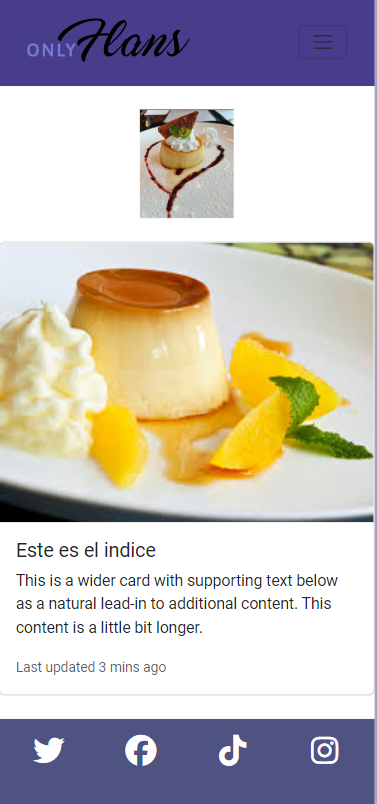 ONLY Flans
Este es el indice
This is a wider card with supporting text below
as a natural lead-in to additional content. This
content is a little bit longer.
Last updated 3 mins ago